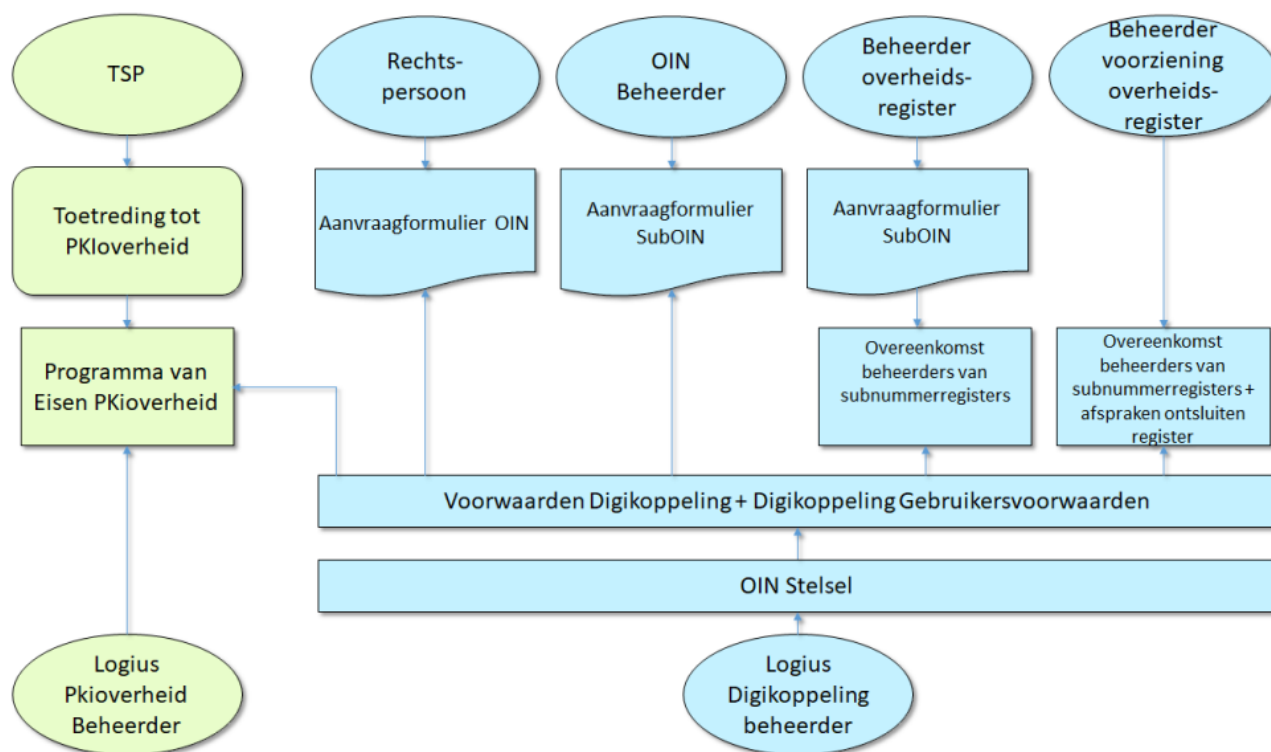 TSP
Rechts-
persoon
OIN
Beheerder
Beheerder
overheids-
register
Beheerder
voorziening
overheids-
register
Toetreding tot
PKIoverheid
Aanvraagformulier OIN
Aanvraagformulier
SubOIN
Aanvraagformulier
SubOIN
Programma van
Eisen PKioverheid
Overeenkomst
beheerders van
subnummerregisters
Overeenkomst
beheerders van
subnummerregisters +
afspraken ontsluiten
register
Voorwaarden Digikoppeling + Digikoppeling Gebruikersvoorwaarden
OIN Stelsel
Logius
Pkioverheid
Beheerder
Logius
Digikoppeling
beheerder